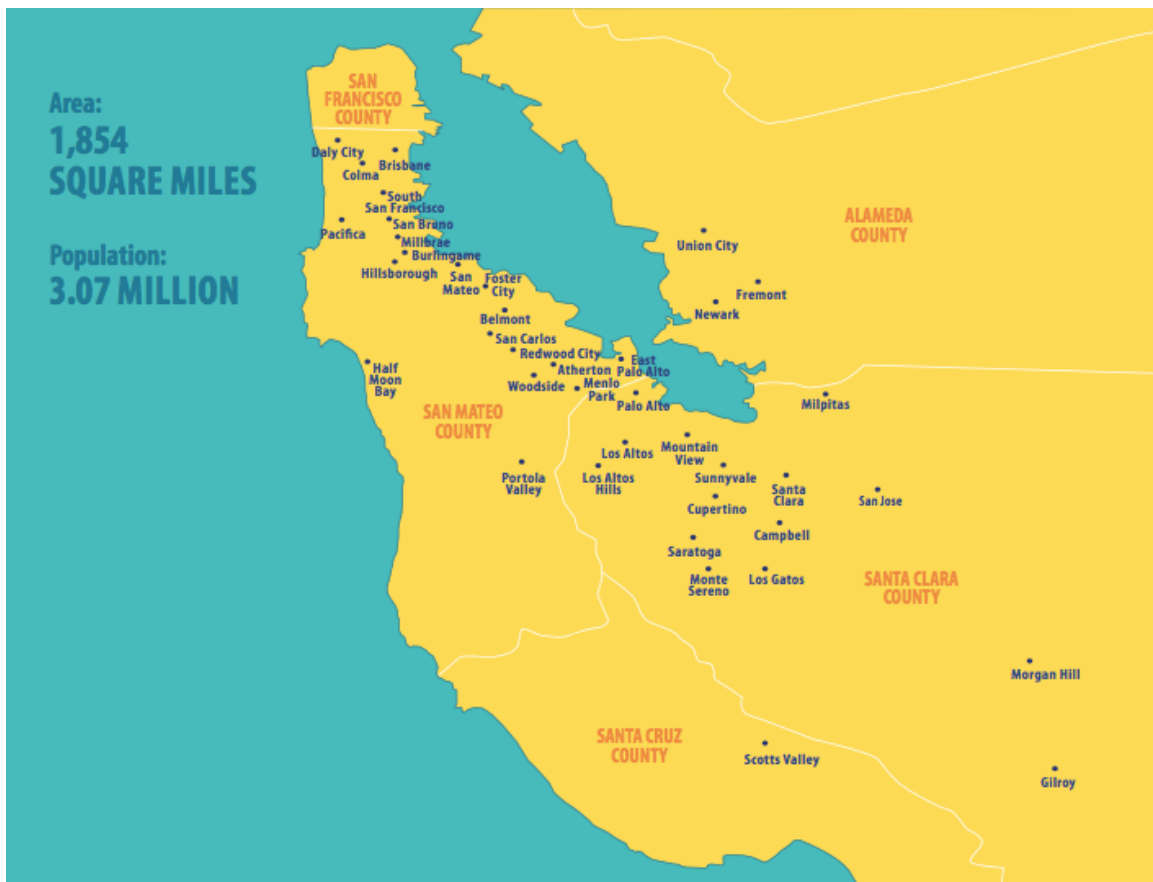 Area:
1,854
SQUARE MILES
Population:
3.07 MILLION
SAN
FRANCISCO
COUNTY
Daly City
Brisbane
Colma
South
San Francisco
Pacifica
San Bruno
Millbrae
Burlingame
Hillsborough
San
Mateo
Foster
City
Belmont
San Carlos
Redwood City
Atherton
Woodside
Menlo
Park
East
Palo Alto
Palo Alto
Half
Moon
Bay
SAN MATEO
COUNTY
Portola
Valley
ALAMEDA
COUNTY
Union City
Fremont
Newark
Milpitas
Los Altos
Los Altos
Hills
Mountain
View
Sunnyvale
Santa
Clara
San Jose
Cupertino
Campbell
Saratoga
Monte
Sereno
Los Gatos
SANTA CLARA
COUNTY
Morgan Hill
Gilroy
SANTA CRUZ
COUNTY
Scotts Valley